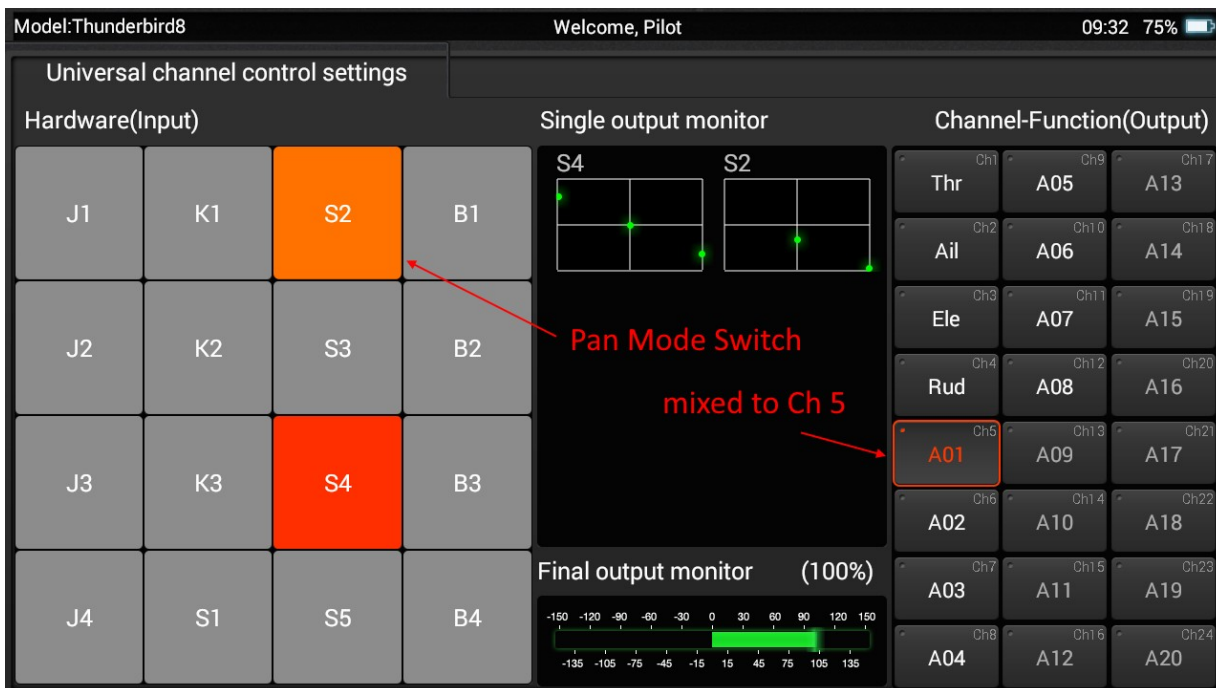 Model:Thunderbird8 Welcome, Pilot 09:32 75%
Universal channel control settings
Hardware(Input) Single output monitor Channel-Function(Output)
J1 K1 S2 B1
J2 K2 S3 B2
J3 K3 S4 B3
J4 S1 S5 B4
S4 S2
Pan Mode Switch
mixed to Ch 5
Final output monitor (100%)
-150 -120 -90 -60 -30 0 30 60 90 120 150
-135 -105 -75 -45 -15 15 45 75 105 135
Ch1 Ch9 Ch17
Thr A05 A13
Ch2 Ch10 Ch18
Ail A06 A14
Ch3 Ch11 Ch19
Ele A07 A15
Ch4 Ch12 Ch20
Rud A08 A16
Ch5 Ch13 Ch21
A01 A09 A17
Ch6 Ch14 Ch22
A02 A10 A18
Ch7 Ch15 Ch23
A03 A11 A19
Ch8 Ch16 Ch24
A04 A12 A20